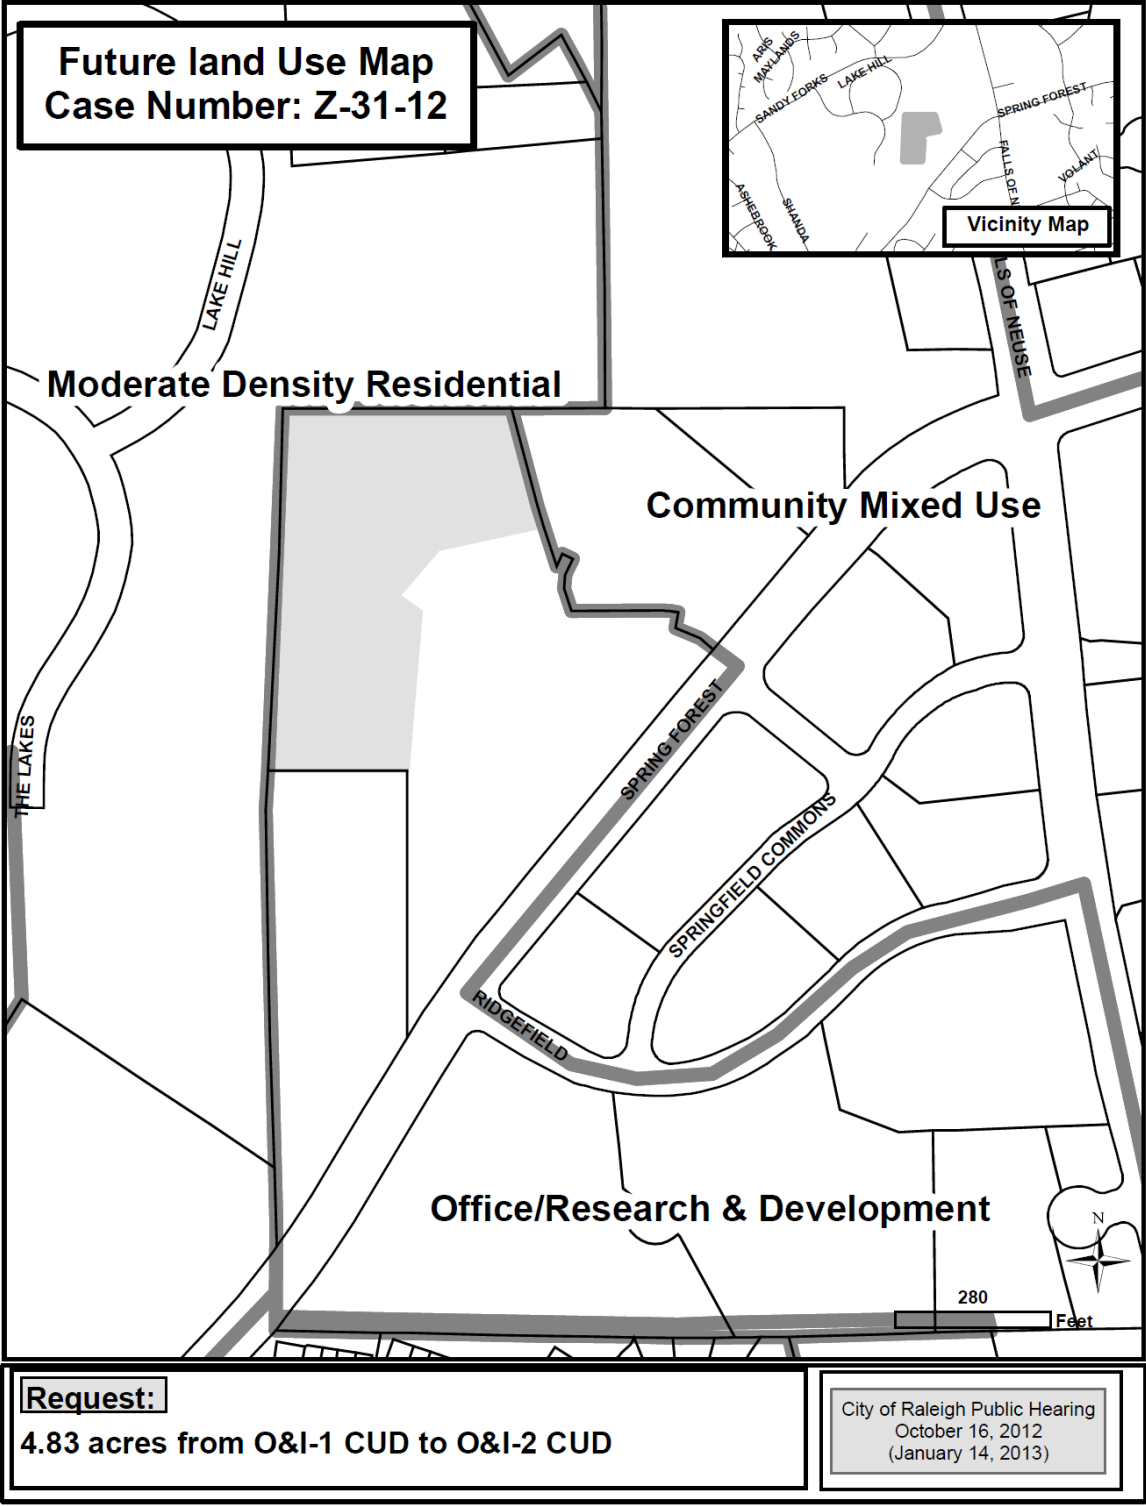 Future land Use Map
Case Number: Z-31-12
ARIS
MAYLANDS
SANDY FORKS
LAKE HILL
SPRING FOREST
FALLS OF N
VOLANT
ASHEBROOK
SHANDA
Vicinity Map
LAKE HILL
LS OF NEUSE
Moderate Density Residential
Community Mixed Use
SPRING FOREST
THE LAKES
SPRINGFIELD COMMONS
RIDGEFIELD
Office/Research & Development
N
280
Feet
Request:
4.83 acres from O&I-1 CUD to O&I-2 CUD
City of Raleigh Public Hearing
October 16, 2012
(January 14, 2013)